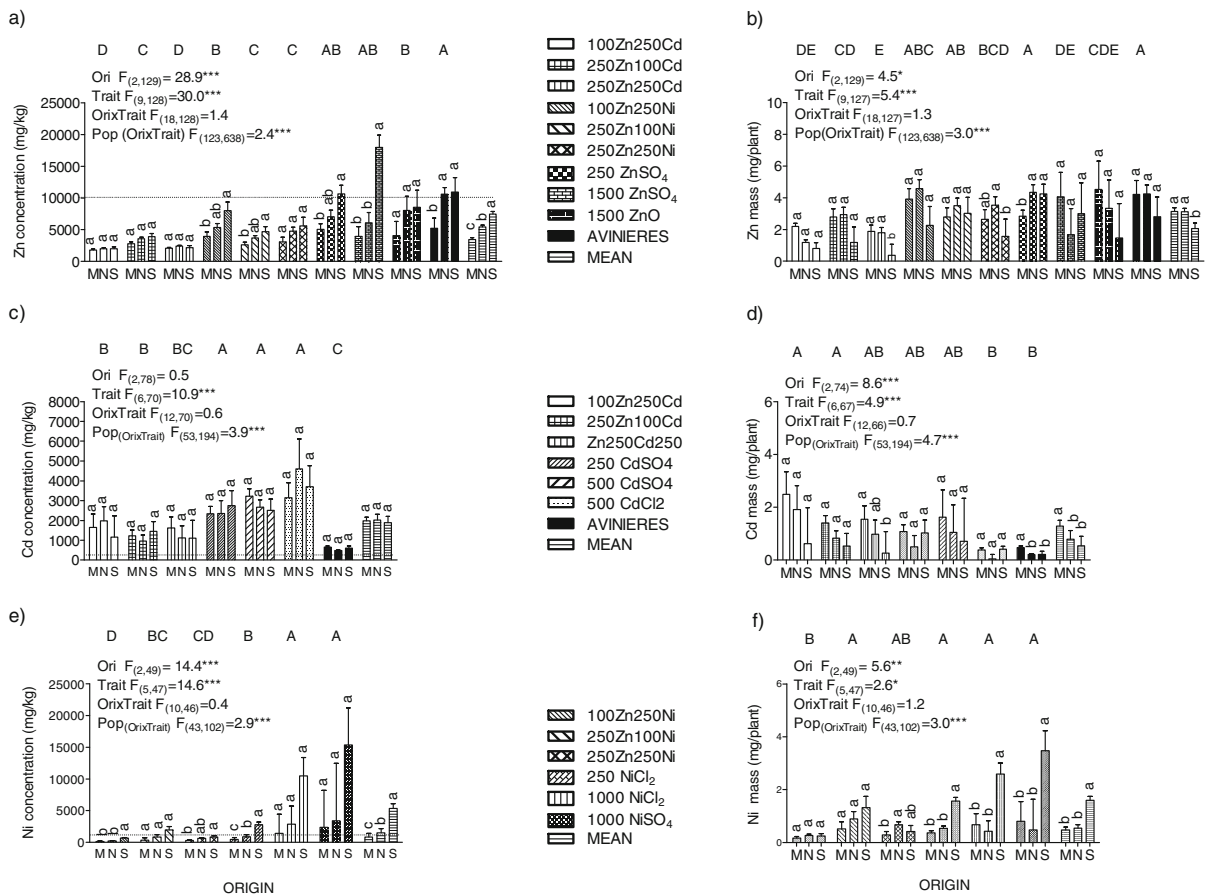 a)
D C D B C C AB AB B A
Ori F(2,129)= 28.9***
Trait F(9,128)=30.0***
OrixTrait F(18,128)=1.4
Pop(OrixTrait) F(123,638)=2.4***
Zn concentration (mg/kg)
25000
20000
15000
10000
5000
0
a a a a a a a a a b b a b ab a a a a b ab a b b a a a a b a a c b a
MNS MNS MNS MNS MNS MNS MNS MNS MNS MNS MNS
100Zn250Cd
250Zn100Cd
250Zn250Cd
100Zn250Ni
250Zn100Ni
250Zn250Ni
250 ZnSO4
1500 ZnSO4
1500 ZnO
AVINIERES
MEAN
b)
DE CD E ABC AB BCD A DE CDE A
Ori F(2,129)= 4.5*
Trait F(9,127)=5.4***
OrixTrait F(18,127)=1.3
Pop(OrixTrait) F(123,638)=3.0***
Zn mass (mg/plant)
10
8
6
4
2
0
a a a a a a a a b a a a a a a ab a b b a a a a a a a a a a a a a b
MNS MNS MNS MNS MNS MNS MNS MNS MNS MNS MNS
c)
B B BC A A A C
Ori F(2,78)= 0.5
Trait F(6,70)=10.9***
OrixTrait F(12,70)=0.6
Pop(OrixTrait) F(53,194)=3.9***
Cd concentration (mg/kg)
8000
7000
6000
5000
4000
3000
2000
1000
0
a a a a a a a a a a a a a a a a a a a a a a a a
MNS MNS MNS MNS MNS MNS MNS MNS
100Zn250Cd
250Zn100Cd
Zn250Cd250
250 CdSO4
500 CdSO4
500 CdCl2
AVINIERES
MEAN
d)
A A AB AB AB B B
Ori F(2,74)= 8.6***
Trait F(6,67)=4.9***
OrixTrait F(12,66)=0.7
Pop(OrixTrait) F(53,194)=4.7***
Cd mass (mg/plant)
6
4
2
0
a a a a a a a ab b a a a a a a a a a a b b a b b
MNS MNS MNS MNS MNS MNS MNS MNS
e)
D BC CD B A A
Ori F(2,49)= 14.4***
Trait F(5,47)=14.6***
OrixTrait F(10,46)=0.4
Pop(OrixTrait) F(43,102)=2.9***
Ni concentration (mg/kg)
25000
20000
15000
10000
5000
0
b b a a a a b ab a c b a a a a a a a c b a
MNS MNS MNS MNS MNS MNS MNS
ORIGIN
100Zn250Ni
250Zn100Ni
250Zn250Ni
250 NiCl2
1000 NiCl2
1000 NiSO4
MEAN
f)
B A AB A A A
Ori F(2,49)= 5.6**
Trait F(5,47)=2.6*
OrixTrait F(10,46)=1.2
Pop(OrixTrait) F(43,102)=3.0***
Ni mass (mg/plant)
6
4
2
0
a a a a a a b a b b b a b b a b b a b b a
MNS MNS MNS MNS MNS MNS MNS
ORIGIN